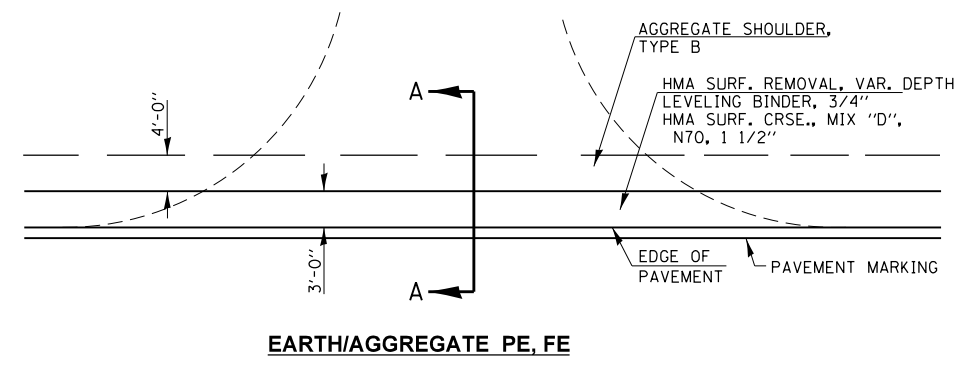 AGGREGATE SHOULDER,
TYPE B
A
HMA SURF. REMOVAL, VAR. DEPTH
LEVELING BINDER, 3/4"
HMA SURF. CRSE., MIX "D",
N70, 1 1/2"
4'-0"
3'-0"
EDGE OF
PAVEMENT
PAVEMENT MARKING
A
EARTH/AGGREGATE PE, FE